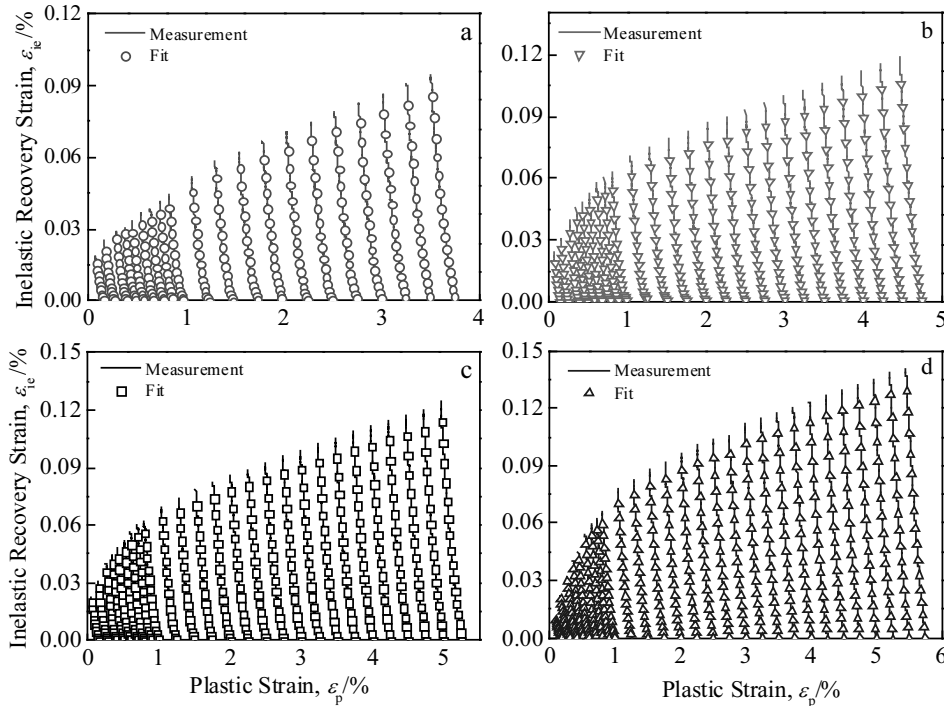 0.12
0.09
0.06
0.03
0.00
Inelastic Recovery Strain, εie/%
Measurement
Fit
a
0 1 2 3 4
0.12
0.09
0.06
0.03
0.00
Measurement
Fit
b
0 1 2 3 4 5
0.15
0.12
0.09
0.06
0.03
0.00
Inelastic Recovery Strain, εie/%
Measurement
Fit
c
0 1 2 3 4 5
Plastic Strain, εp/%
0.15
0.12
0.09
0.06
0.03
0.00
Measurement
Fit
d
0 1 2 3 4 5 6
Plastic Strain, εp/%